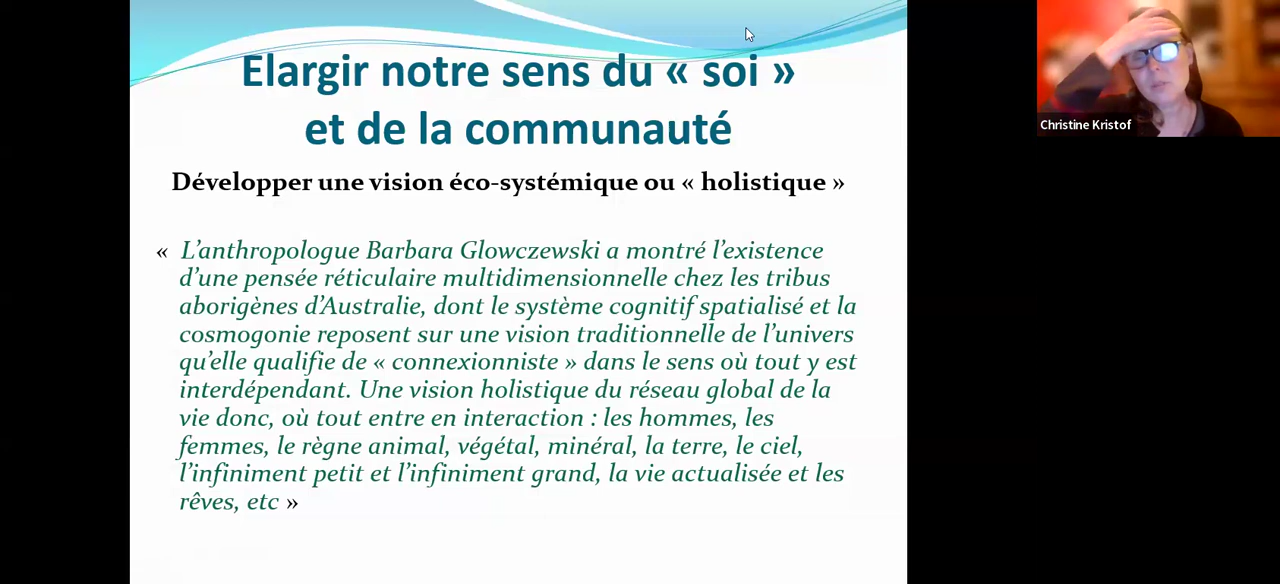 Elargir notre sens du « soi »
et de la communauté
Développer une vision éco-systémique ou « holistique »
« L’anthropologue Barbara Glowczewski a montré l’existence
d’une pensée réticulaire multidimensionnelle chez les tribus
aborigènes d’Australie, dont le système cognitif spatialisé et la
cosmogonie reposent sur une vision traditionnelle de l’univers
qu’elle qualifie de « connexionniste » dans le sens où tout y est
interdépendant. Une vision holistique du réseau global de la
vie donc, où tout entre en interaction : les hommes, les
femmes, le règne animal, végétal, minéral, la terre, le ciel,
l’infiniment petit et l’infiniment grand, la vie actualisée et les
rêves, etc »
Christine Kristof